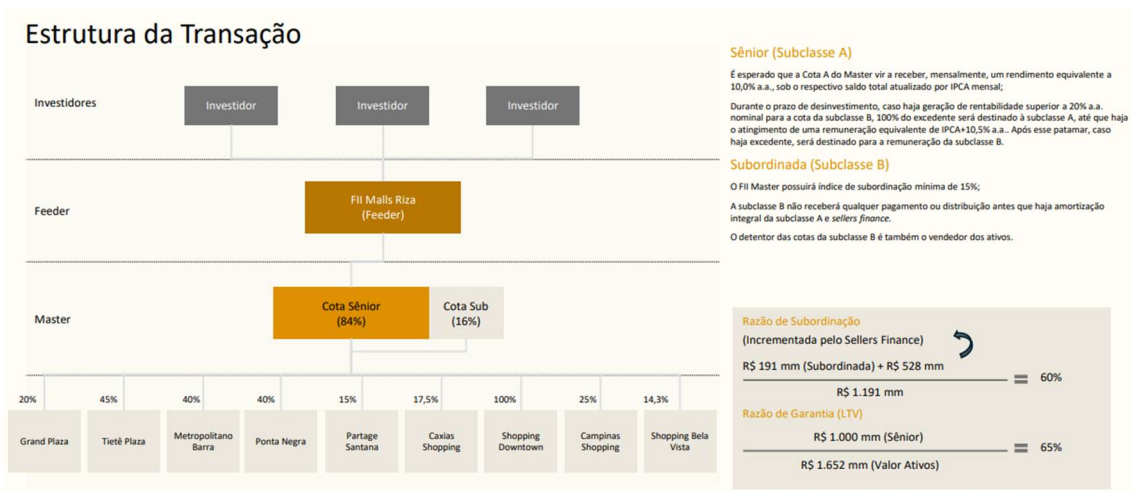 Estrutura da Transação
Investidores
Investidor
Investidor
Investidor
Feeder
FII Malls Riza
(Feeder)
Master
Cota Sênior
(84%)
Cota Sub
(16%)
20%
45%
40%
40%
15%
17,5%
100%
25%
14,3%
Grand Plaza
Tietê Plaza
Metropolitano
Barra
Ponta Negra
Partage
Santana
Caxias
Shopping
Shopping
Downtown
Campinas
Shopping
Shopping Bela
Vista
Sênior (Subclasse A)
É esperado que a Cota A do Master vir a receber, mensalmente, um rendimento equivalente a
10,0% a.a., sob o respectivo saldo total atualizado por IPCA mensal;
Durante o prazo de desinvestimento, caso haja geração de rentabilidade superior a 20% a.a.
nominal para a cota da subclasse B, 100% do excedente será destinado à subclasse A, até que haja
o atingimento de uma remuneração equivalente de IPCA+10,5% a.a.. Após esse patamar, caso
haja excedente, será destinado para a remuneração da subclasse B.
Subordinada (Subclasse B)
O FII Master possuirá índice de subordinação mínima de 15%;
A subclasse B não receberá qualquer pagamento ou distribuição antes que haja amortização
integral da subclasse A e sellers finance.
O detentor das cotas da subclasse B é também o vendedor dos ativos.
Razão de Subordinação
(Incrementada pelo Sellers Finance)
R$ 191 mm (Subordinada) + R$ 528 mm
R$ 1.191 mm
= 60%
Razão de Garantia (LTV)
R$ 1.000 mm (Sênior)
R$ 1.652 mm (Valor Ativos)
= 65%